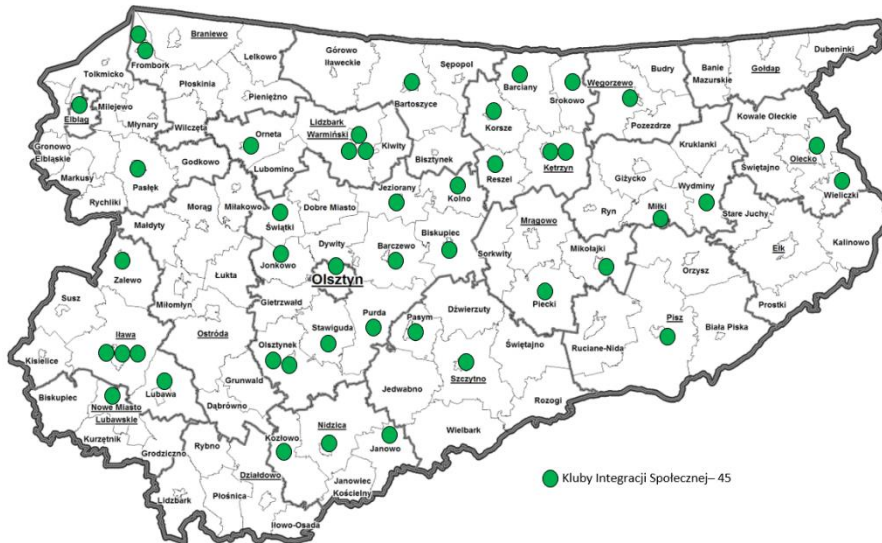 Braniewo
Lelkowo
Frombork
Tolkmicko
Płoskinia
Pieniężno
Górowo
Iławeckie
Sępopol
Bartoszyce
Barciany
Srokowo
Węgorzewo
Budry
Banie
Mazurskie
Gołdap
Dubeninki
Elbląg
Milejewo
Młynary
Wilczęta
Orneta
Lidzbark
Warmiński
Kiwity
Korsze
Pozezdrze
Kowale Oleckie
Gronowo
Elbląskie
Markusy
Pasłęk
Godkowo
Lubomino
Bisztynek
Reszel
Kętrzyn
Kruklanki
Giżycko
Świętajno
Olecko
Rychliki
Morąg
Miłakowo
Dobre Miasto
Jeziorany
Kolno
Wydminy
Wieliczki
Małdyty
Świątki
Mrągowo
Ryn
Miłki
Stare Juchy
Zalewo
Łukta
Jonkowo
Dywity
Barczewo
Biskupiec
Sorkwity
Mikołajki
Ełk
Kalinowo
Olsztyn
Orzysz
Susz
Miłomłyn
Gietrzwałd
Purda
Pasym
Dźwierzuty
Piecki
Prostki
Iława
Ostróda
Olsztynek
Stawiguda
Pisz
Biała Piska
Kisielice
Szczytno
Świętajno
Ruciane-Nida
Biskupiec
Nowe Miasto
Lubawskie
Lubawa
Grunwald
Dąbrówno
Jedwabno
Rozogi
Kurzętnik
Grodziczno
Rybno
Kozłowo
Nidzica
Janowo
Wielbark
Działdowo
Lidzbark
Płośnica
Janowiec
Kościelny
Iłowo-Osada
Kluby Integracji Społecznej– 45